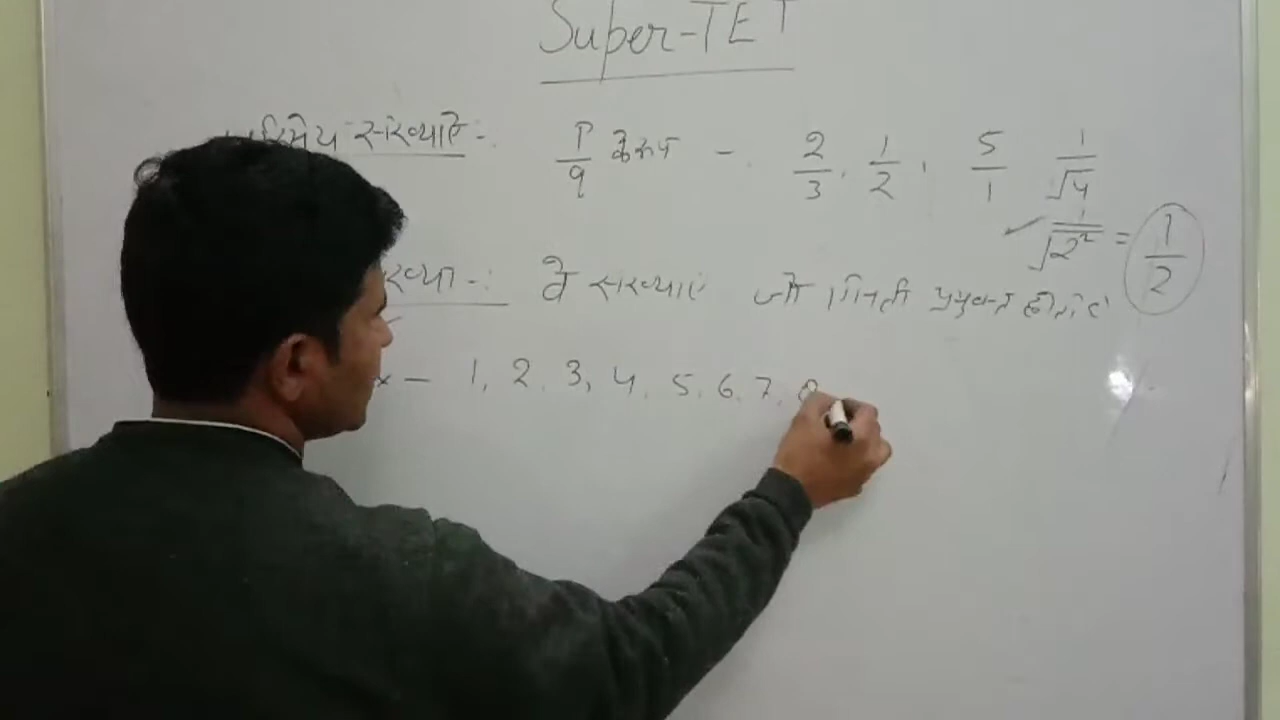 Super-TET
संख्याऐं -: p/q के रूप - 2/3, 1/2, 5/1 1/√4
✓ 1/√2² = 1/2
ख्या -: वे संख्याएं जो गिनती प्रयुक्त
x - 1, 2, 3, 4, 5, 6, 7, 8